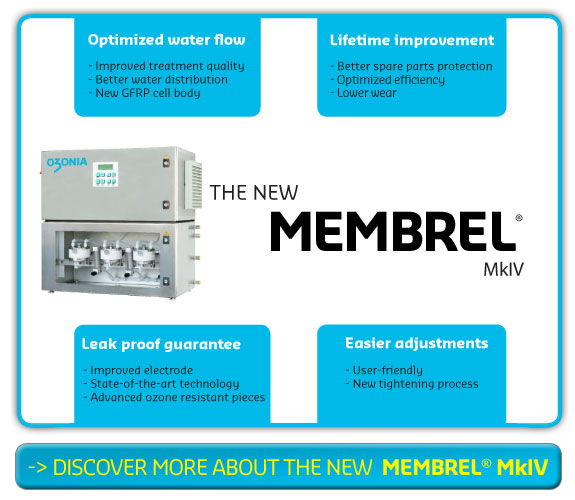 Optimized water flow
- Improved treatment quality
- Better water distribution
- New GFRP cell body
Lifetime improvement
- Better spare parts protection
- Optimized efficiency
- Lower wear
OZONIA
THE NEW
MEMBREL®
MkIV
Leak proof guarantee
- Improved electrode
- State-of-the-art technology
- Advanced ozone resistant pieces
Easier adjustments
- User-friendly
- New tightening process
-> DISCOVER MORE ABOUT THE NEW MEMBREL® MkIV